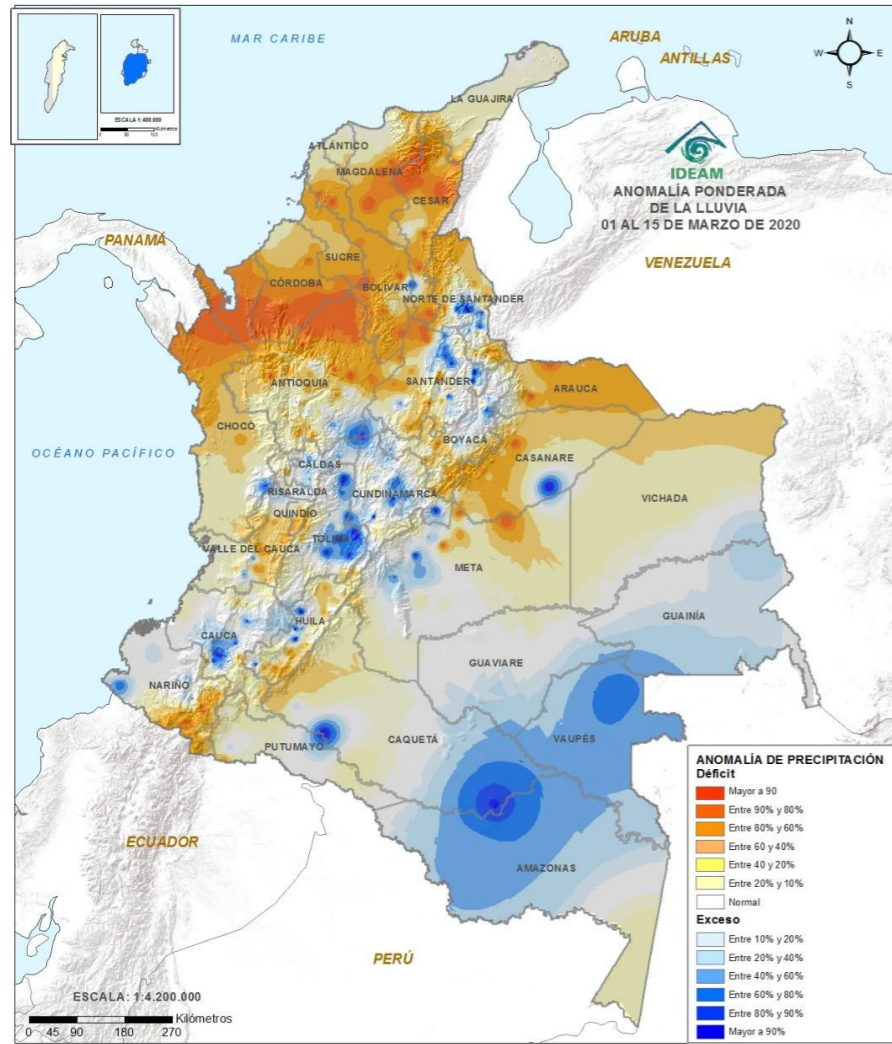 MAR CARIBE
ARUBA
ANTILLAS
N
W
E
S
ESCALA 1:400.000
LA GUAJIRA
ATLÁNTICO
MAGDALENA
CESAR
IDEAM
ANOMALÍA PONDERADA
DE LA LLUVIA
01 AL 15 DE MARZO DE 2020
PANAMÁ
VENEZUELA
SUCRE
CÓRDOBA
BOLÍVAR
NORTE DE SANTANDER
ANTIOQUIA
SANTANDER
ARAUCA
CHOCÓ
BOYACÁ
OCÉANO PACÍFICO
CASANARE
CALDAS
RISARALDA
CUNDINAMARCA
VICHADA
QUINDÍO
TOLIMA
VALLE DEL CAUCA
META
HUILA
GUAINÍA
CAUCA
GUAVIARE
NARIÑO
PUTUMAYO
CAQUETÁ
VAUPÉS
ECUADOR
AMAZONAS
PERÚ
ANOMALÍA DE PRECIPITACIÓN
Déficit
Mayor a 90
Entre 90% y 80%
Entre 80% y 60%
Entre 60 y 40%
Entre 40 y 20%
Entre 20% y 10%
Normal
Exceso
Entre 10% y 20%
Entre 20% y 40%
Entre 40% y 60%
Entre 60% y 80%
Entre 80% y 90%
Mayor a 90%
ESCALA: 1:4.200.000
Kilómetros
0 45 90 180 270